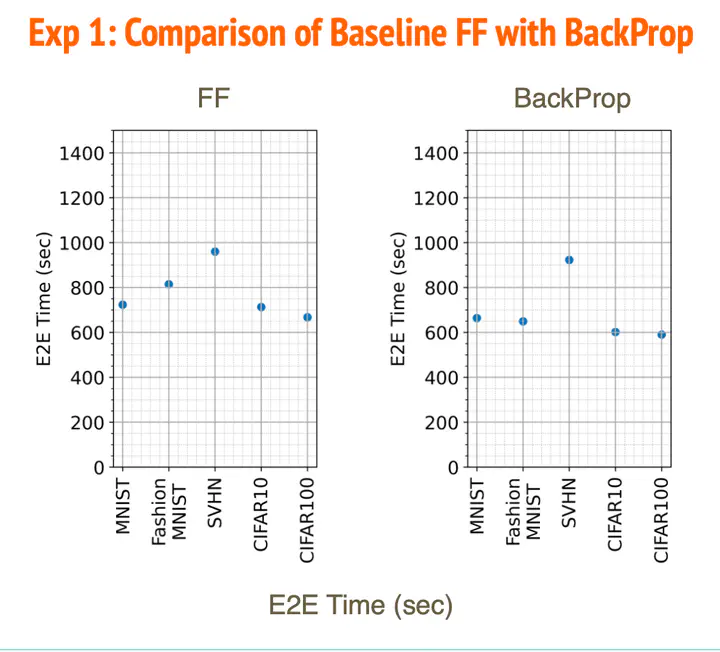 Exp 1: Comparison of Baseline FF with BackProp
FF
1400
1200
1000
800
600
400
200
0
E2E Time (sec)
MNIST
Fashion
MNIST
SVHN
CIFAR10
CIFAR100
BackProp
1400
1200
1000
800
600
400
200
0
E2E Time (sec)
MNIST
Fashion
MNIST
SVHN
CIFAR10
CIFAR100
E2E Time (sec)